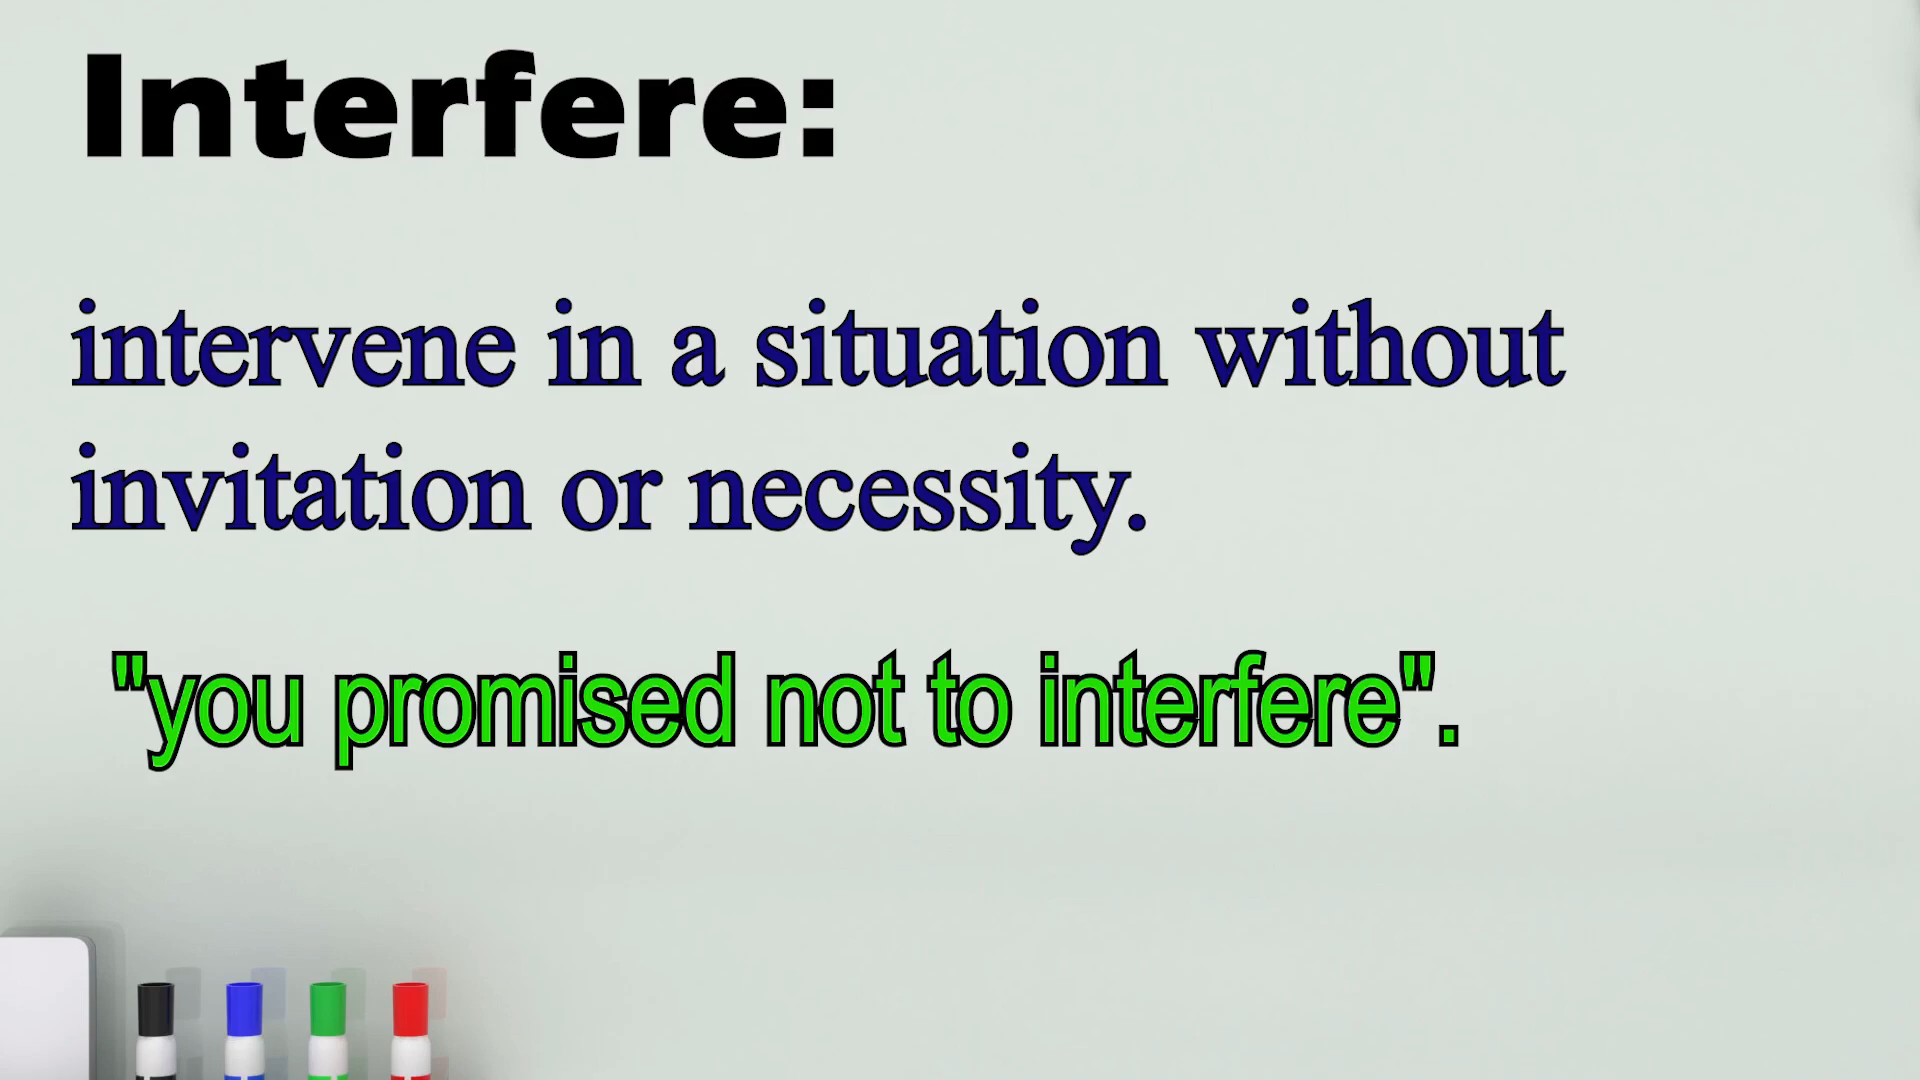 Interfere:
intervene in a situation without
invitation or necessity.
"you promised not to interfere".